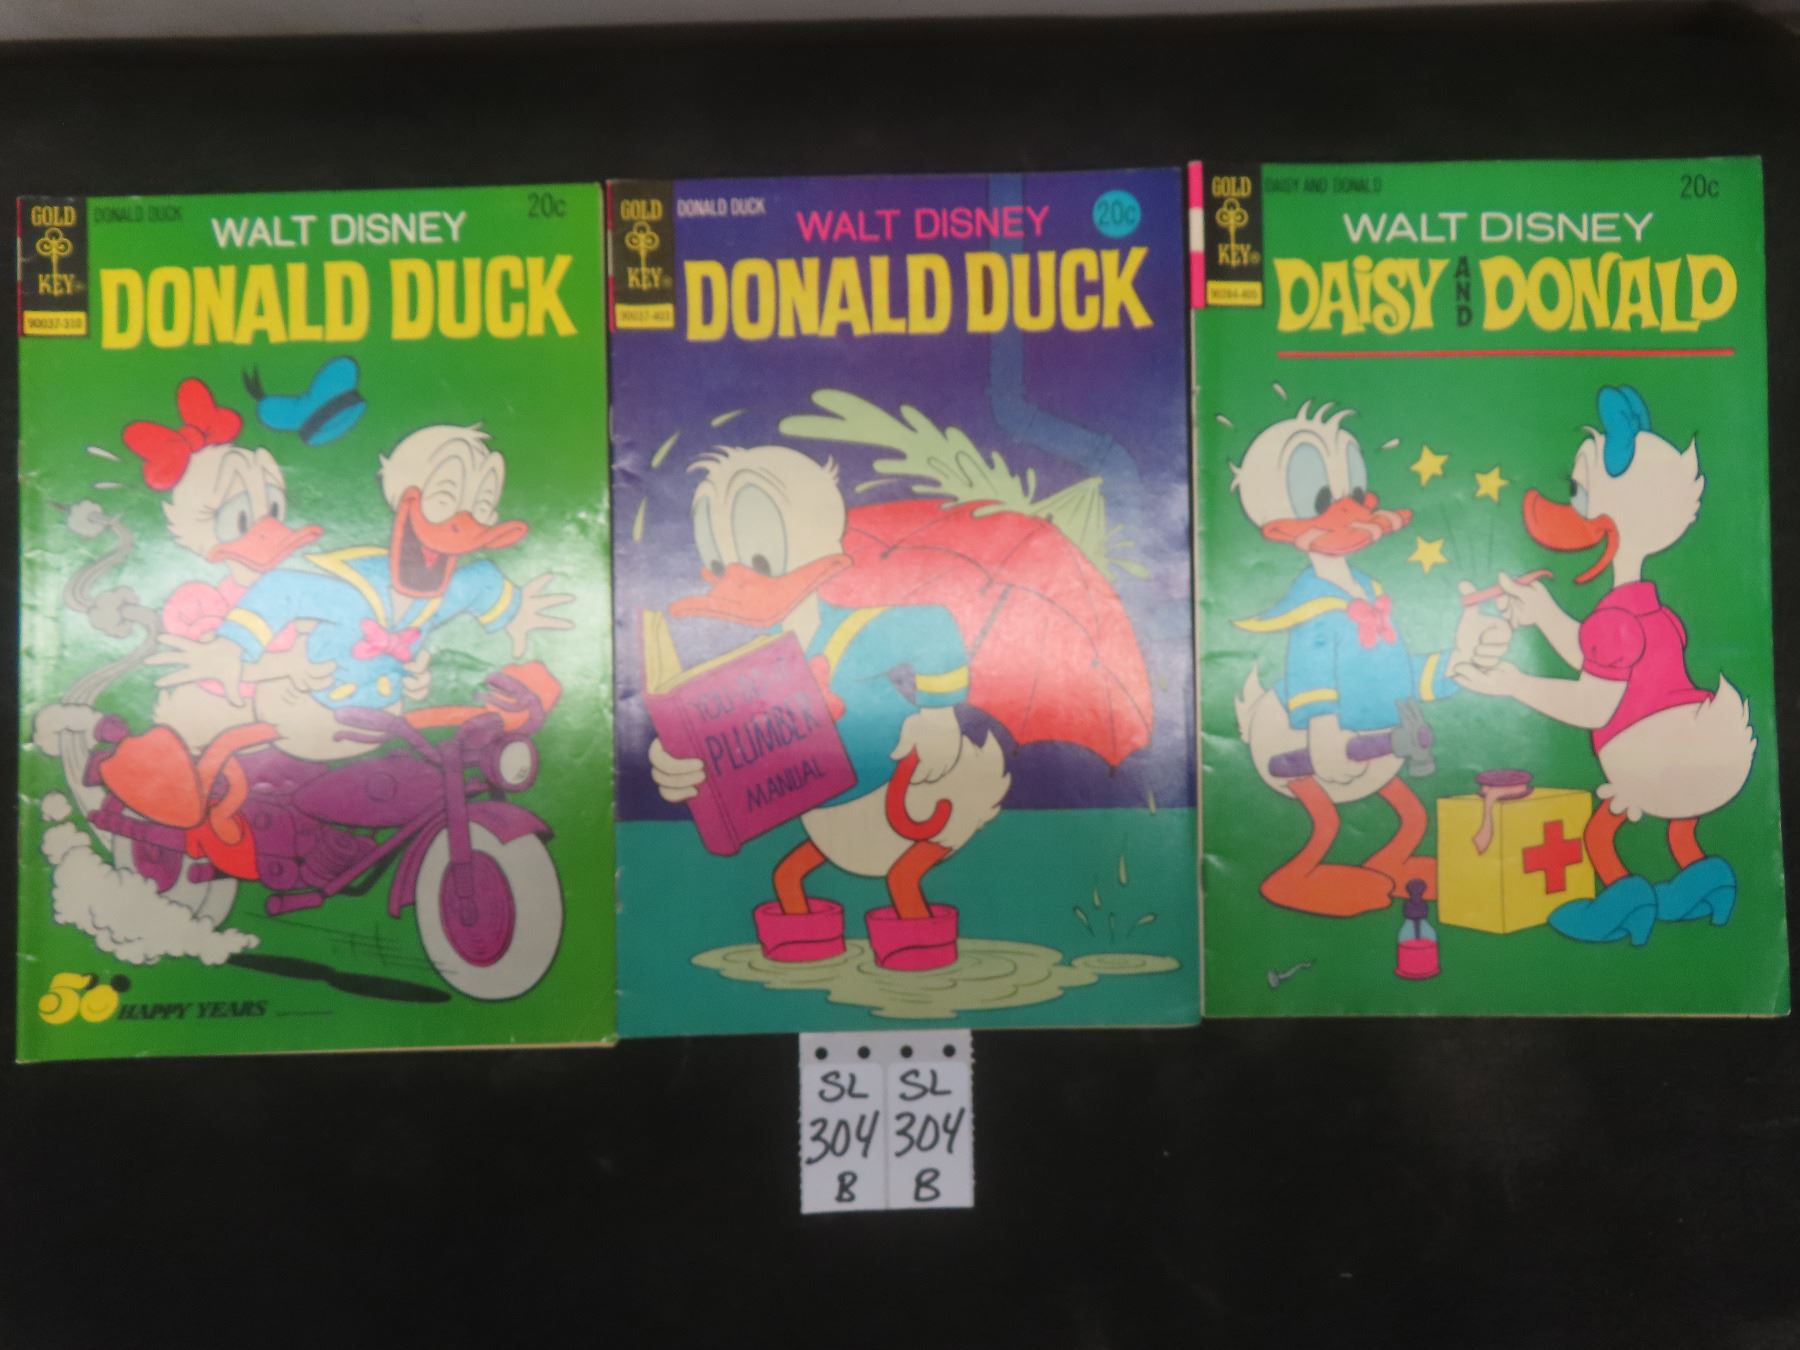 GOLD
KEY®
DONALD DUCK
20c
WALT DISNEY
DONALD DUCK
90037-310
50 HAPPY YEARS
GOLD
KEY®
DONALD DUCK
20c
WALT DISNEY
DONALD DUCK
90037-403
PLUMBER
MANUAL
GOLD
KEY®
DAISY AND DONALD
20c
WALT DISNEY
DAISY AND DONALD
90284-405
SL
304
B
SL
304
B